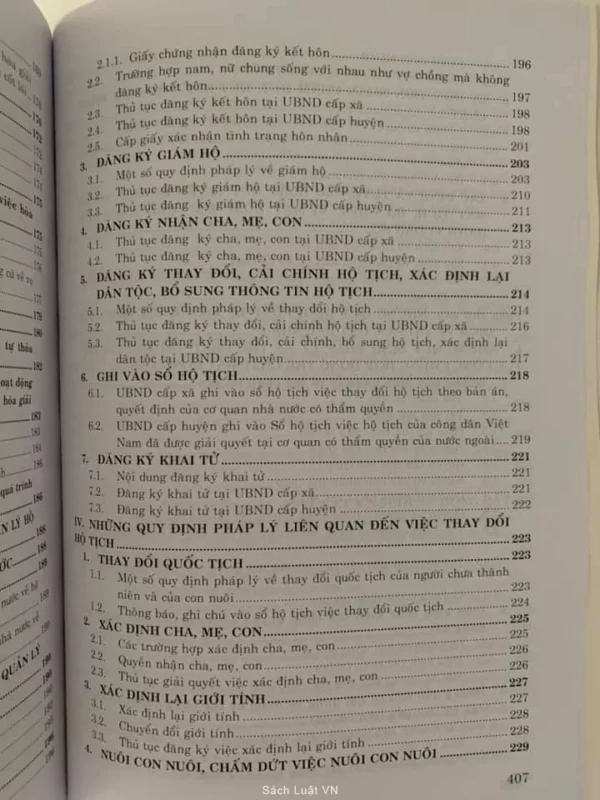 2.1.1. Giấy chứng nhận đăng ký kết hôn 196
2.2. Trường hợp nam, nữ chung sống với nhau như vợ chồng mà không
đăng ký kết hôn 197
2.3. Thủ tục đăng ký kết hôn tại UBND cấp xã 198
2.4. Thủ tục đăng ký kết hôn tại UBND cấp huyện 198
2.5. Cấp giấy xác nhận tình trạng hôn nhân 201
3. ĐĂNG KÝ GIÁM HỘ 203
3.1. Một số quy định pháp lý về giám hộ 203
3.2. Thủ tục đăng ký giám hộ tại UBND cấp xã 210
3.3. Thủ tục đăng ký giám hộ tại UBND cấp huyện 211
4. ĐĂNG KÝ NHẬN CHA, MẸ, CON 213
4.1. Thủ tục đăng ký cha, mẹ, con tại UBND cấp xã 213
4.2. Thủ tục đăng ký cha, mẹ, con tại UBND cấp huyện 213
5. ĐĂNG KÝ THAY ĐỔI, CẢI CHÍNH HỘ TỊCH, XÁC ĐỊNH LẠI
DÂN TỘC, BỔ SUNG THÔNG TIN HỘ TỊCH 214
5.1. Một số quy định pháp lý về thay đổi hộ tịch 214
5.2. Thủ tục đăng ký thay đổi, cải chính hộ tịch tại UBND cấp xã 216
5.3. Thủ tục đăng ký thay đổi, cải chính, bổ sung hộ tịch, xác định lại
dân tộc tại UBND cấp huyện 217
6. GHI VÀO SỔ HỘ TỊCH 218
6.1. UBND cấp xã ghi vào sổ hộ tịch việc thay đổi hộ tịch theo bản án,
quyết định của cơ quan nhà nước có thẩm quyền 218
6.2. UBND cấp huyện ghi vào Sổ hộ tịch việc hộ tịch của công dân Việt
Nam đã được giải quyết tại cơ quan có thẩm quyền của nước ngoài 219
7. ĐĂNG KÝ KHAI TỬ 221
7.1. Nội dung đăng ký khai tử 221
7.2. Đăng ký khai tử tại UBND cấp xã 221
7.3. Đăng ký khai tử tại UBND cấp huyện 222
IV. NHỮNG QUY ĐỊNH PHÁP LÝ LIÊN QUAN ĐẾN VIỆC THAY ĐỔI
HỘ TỊCH 223
1. THAY ĐỔI QUỐC TỊCH 223
1.1. Một số quy định pháp lý về thay đổi quốc tịch của người chưa thành
niên và của con nuôi 223
1.2. Thông báo, ghi chú vào sổ hộ tịch việc thay đổi quốc tịch 224
2. XÁC ĐỊNH CHA, MẸ, CON 225
2.1. Các trường hợp xác định cha, mẹ, con 225
2.2. Quyền nhận cha, mẹ, con 226
2.3. Thủ tục giải quyết việc xác định cha, mẹ, con 226
3. XÁC ĐỊNH LẠI GIỚI TÍNH 227
3.1. Xác định lại giới tính 227
3.2. Chuyển đổi giới tính 228
3.3. Thủ tục đăng ký việc xác định lại giới tính 228
4. NUÔI CON NUÔI, CHẤM DỨT VIỆC NUÔI CON NUÔI 229
407
Sách Luật VN